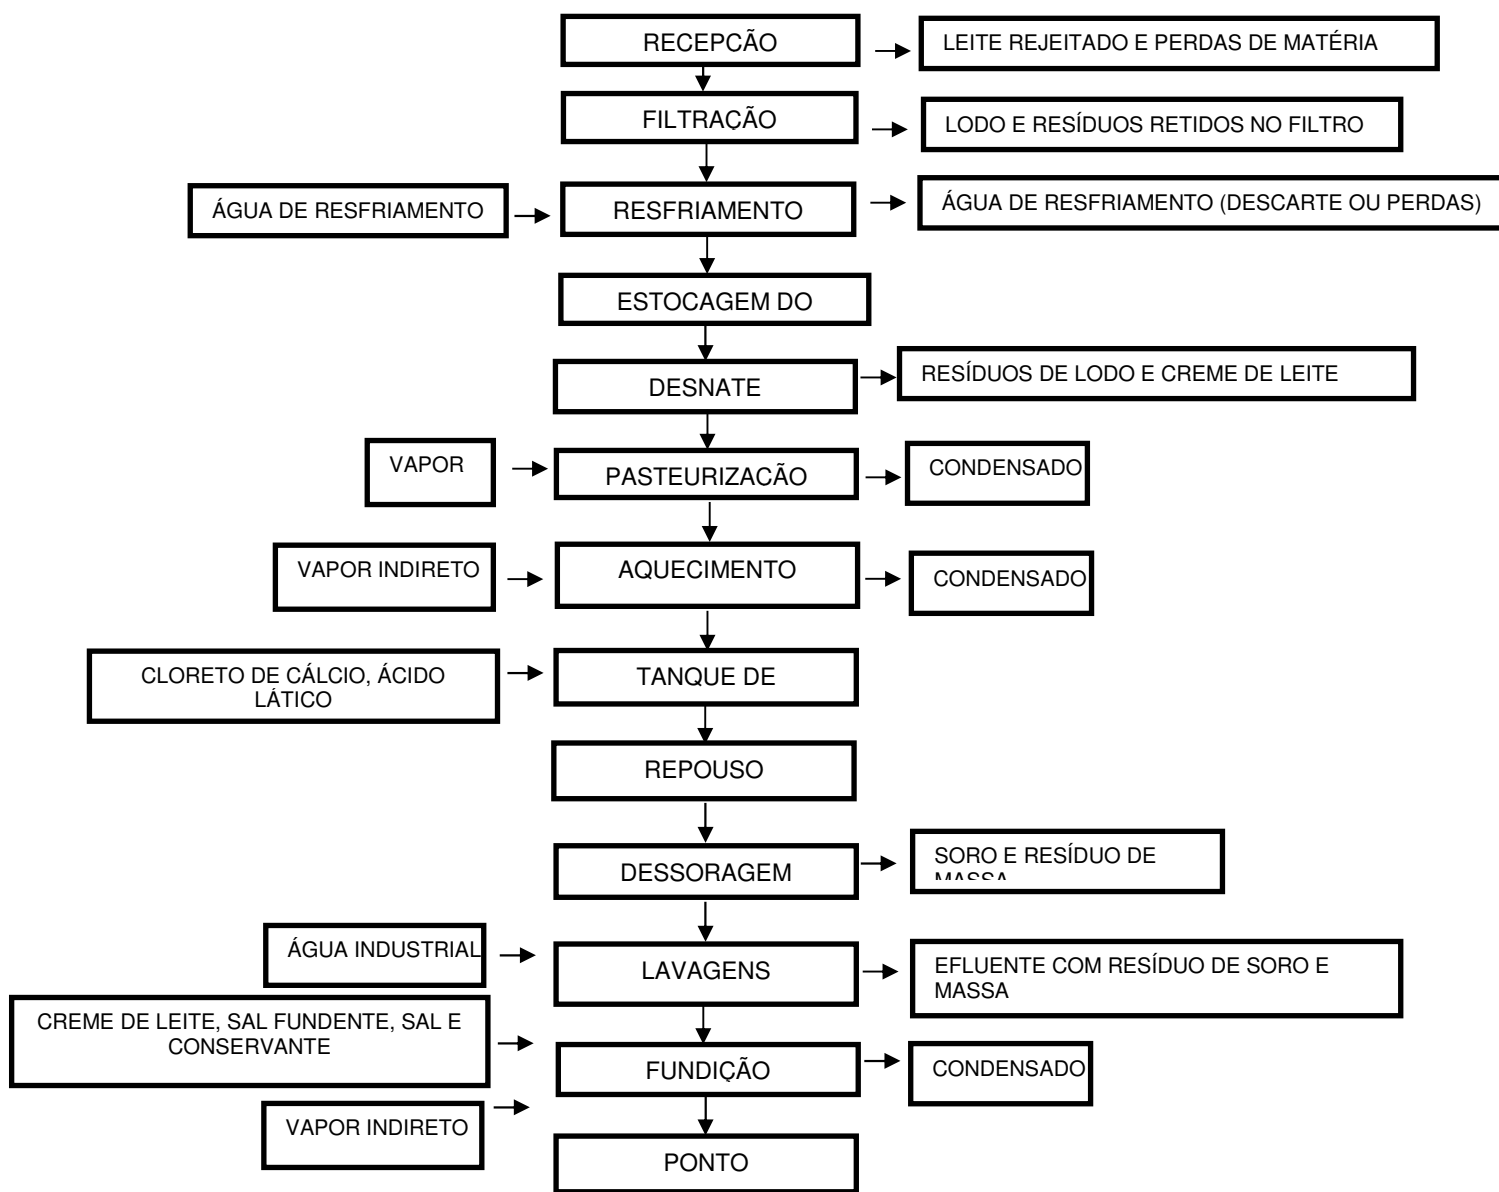 RECEPCÃO
LEITE REJEITADO E PERDAS DE MATÉRIA
FILTRAÇÃO
LODO E RESÍDUOS RETIDOS NO FILTRO
ÁGUA DE RESFRIAMENTO
RESFRIAMENTO
ÁGUA DE RESFRIAMENTO (DESCARTE OU PERDAS)
ESTOCAGEM DO
DESNATE
RESÍDUOS DE LODO E CREME DE LEITE
VAPOR
PASTEURIZACÃO
CONDENSADO
VAPOR INDIRETO
AQUECIMENTO
CONDENSADO
CLORETO DE CÁLCIO, ÁCIDO
LÁTICO
TANQUE DE
REPOUSO
DESSORAGEM
SORO E RESÍDUO DE
MASSA
ÁGUA INDUSTRIAL
LAVAGENS
EFLUENTE COM RESÍDUO DE SORO E
MASSA
CREME DE LEITE, SAL FUNDENTE, SAL E
CONSERVANTE
FUNDIÇÃO
CONDENSADO
VAPOR INDIRETO
PONTO